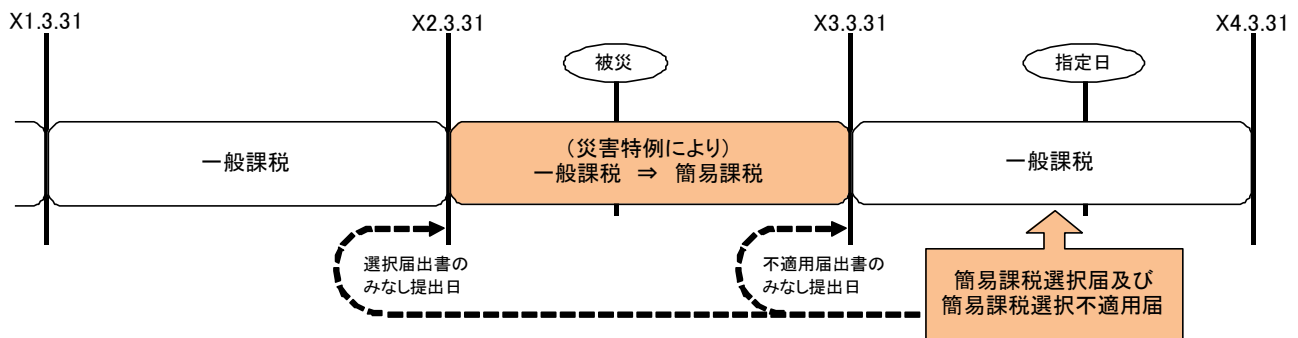 X1.3.31
X2.3.31
X3.3.31
X4.3.31
被災
指定日
一般課税
（災害特例により）
一般課税 ⇒ 簡易課税
一般課税
選択届出書の
みなし提出日
不適用届出書の
みなし提出日
簡易課税選択届及び
簡易課税選択不適用届